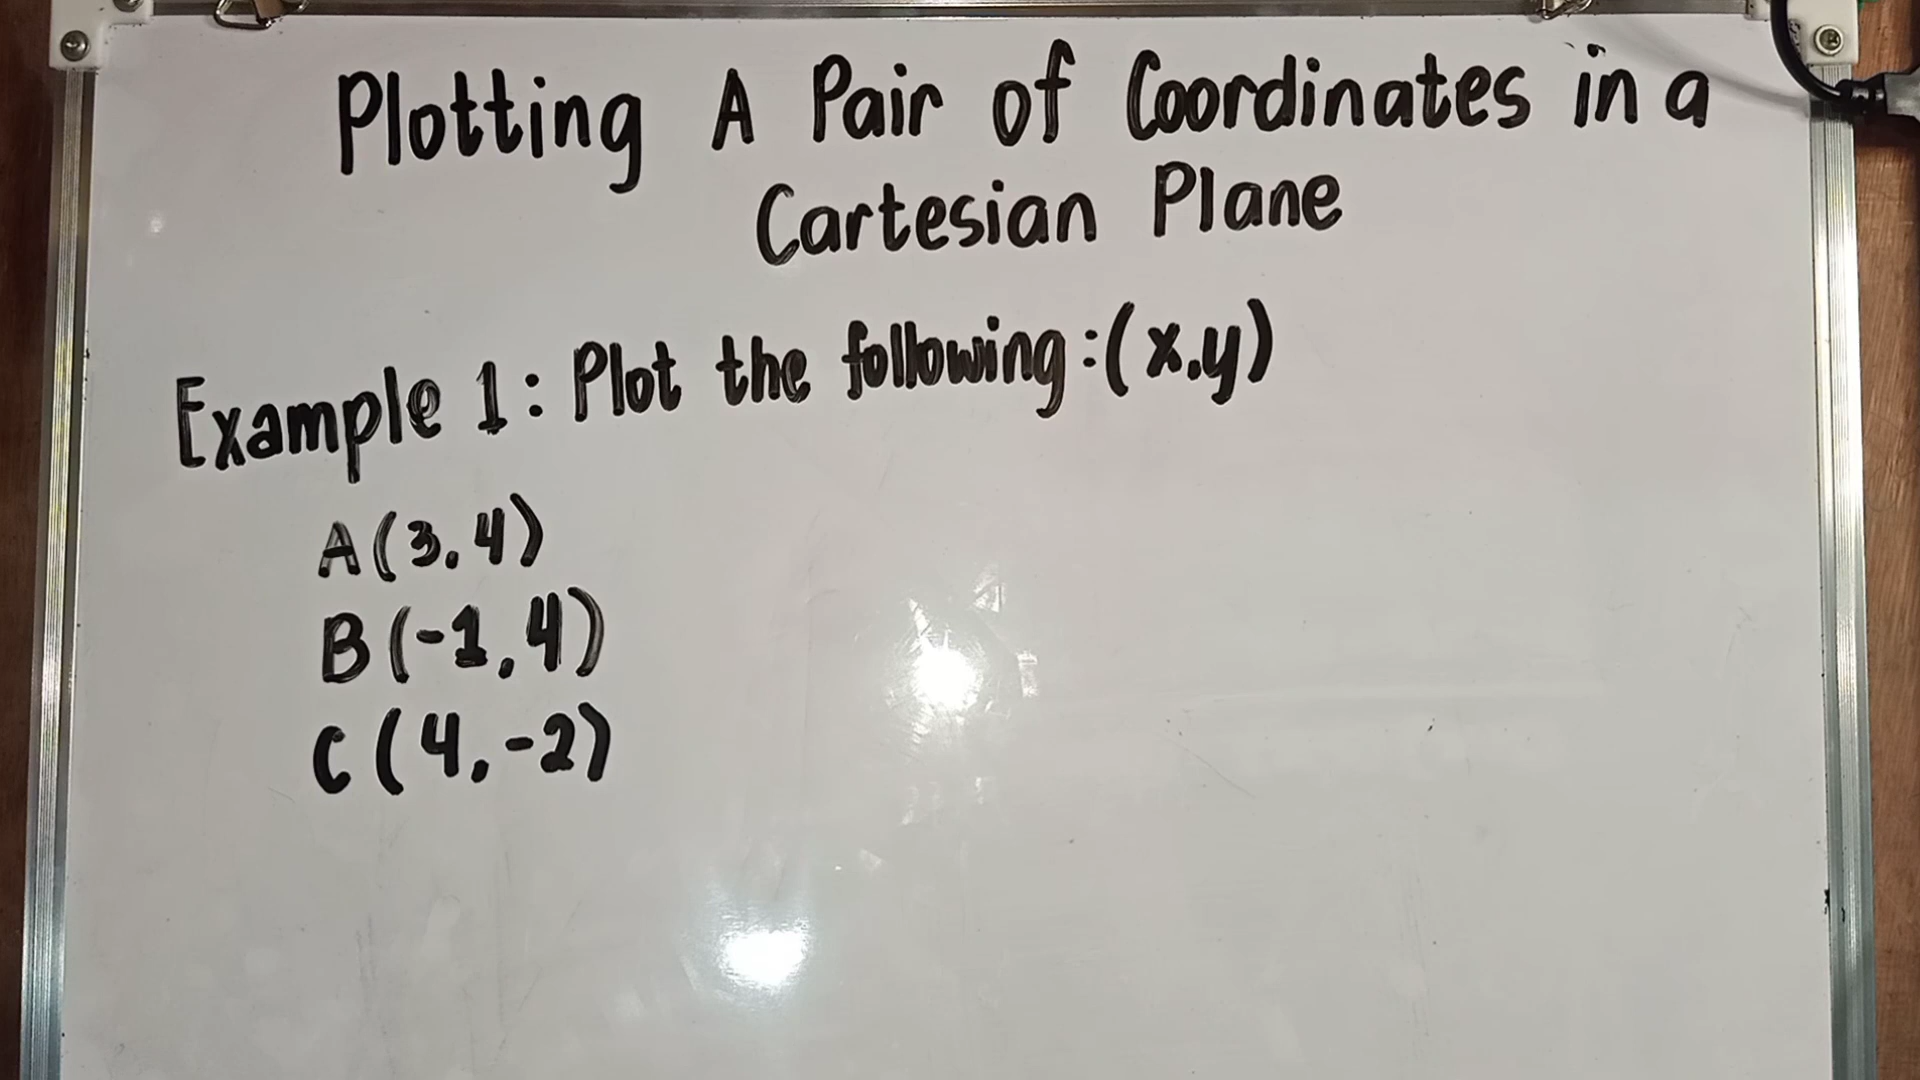 Plotting A Pair of Coordinates in a
Cartesian Plane
Example 1: Plot the following:(x,y)
A(3,4)
B(-1,4)
C(4,-2)